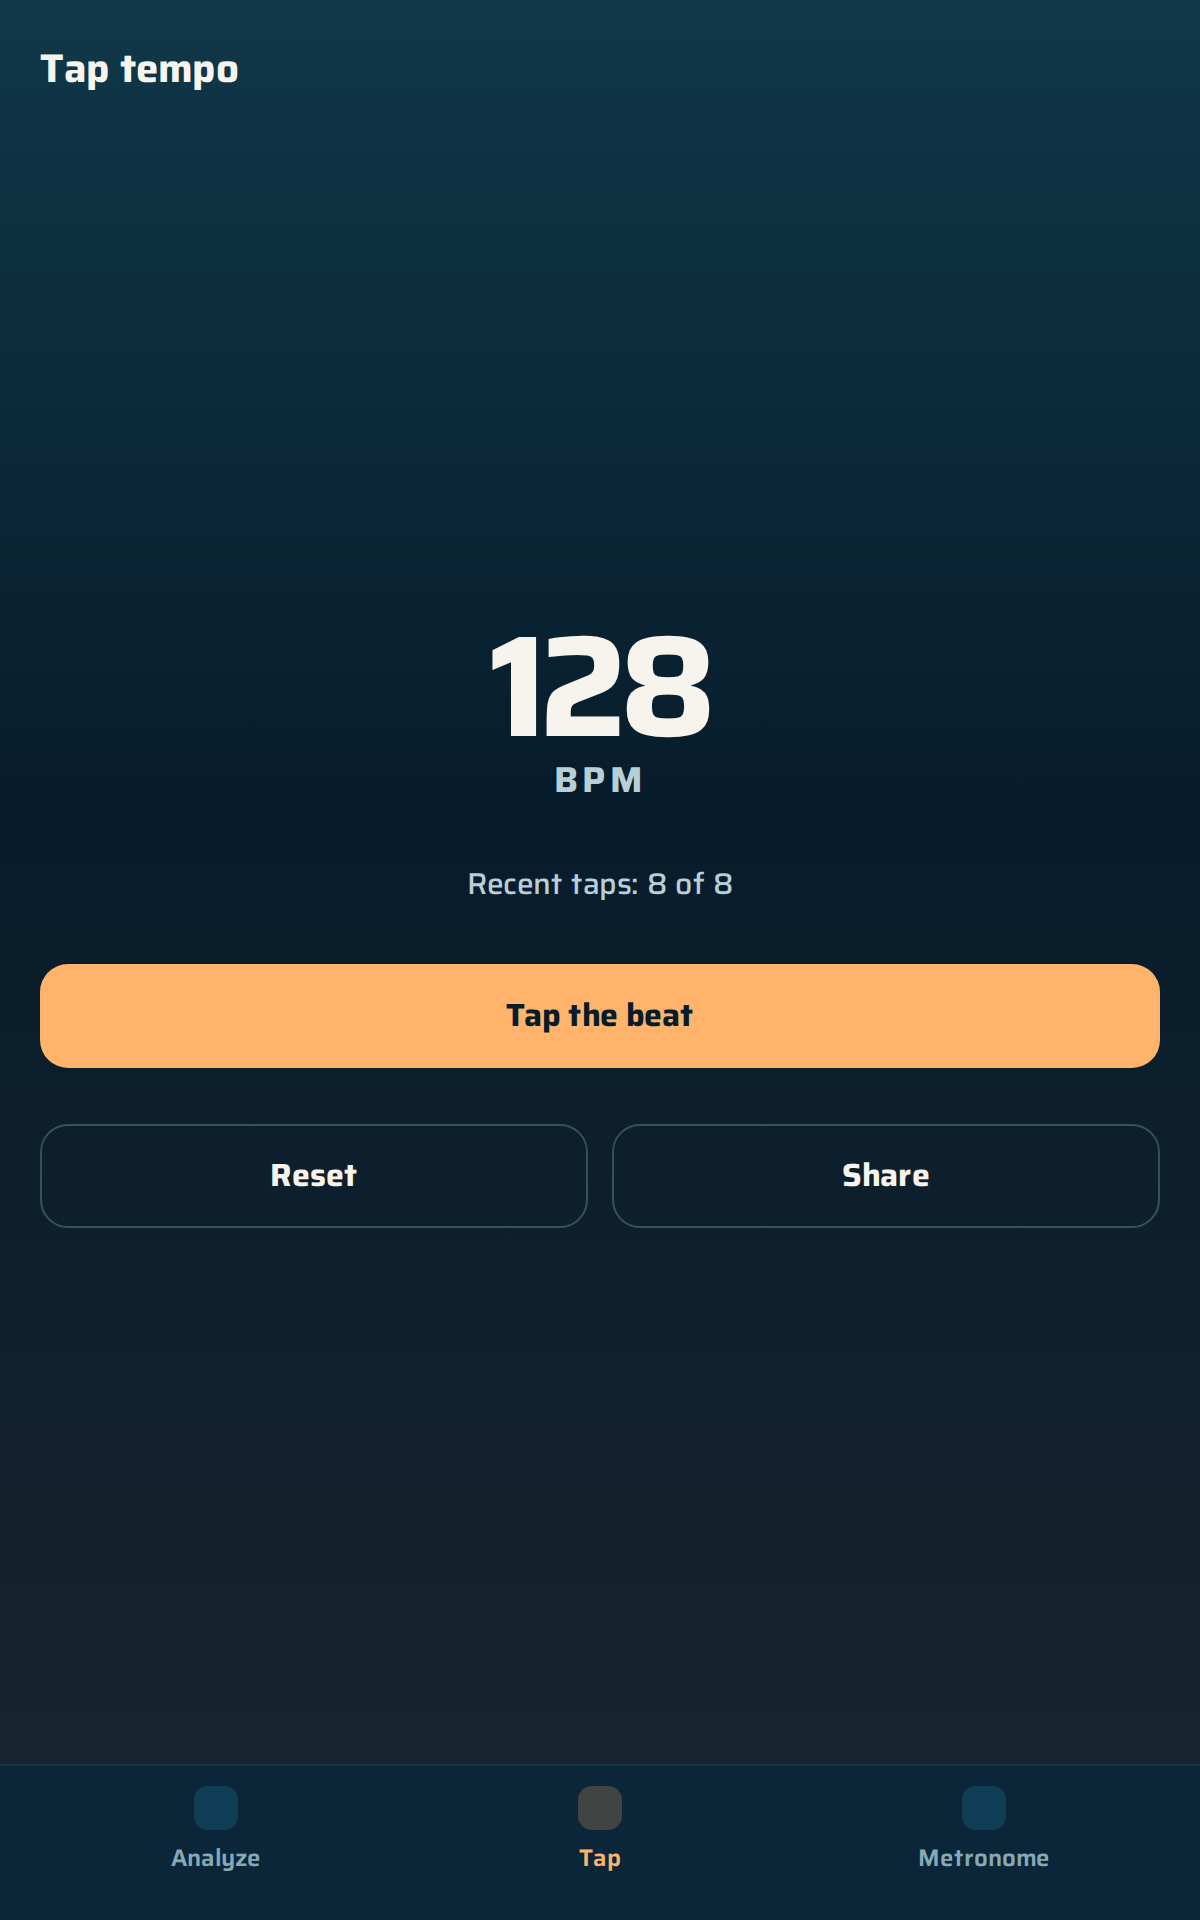 Tap tempo
128
BPM
Recent taps: 8 of 8
Tap the beat
Reset
Share
Analyze
Tap
Metronome